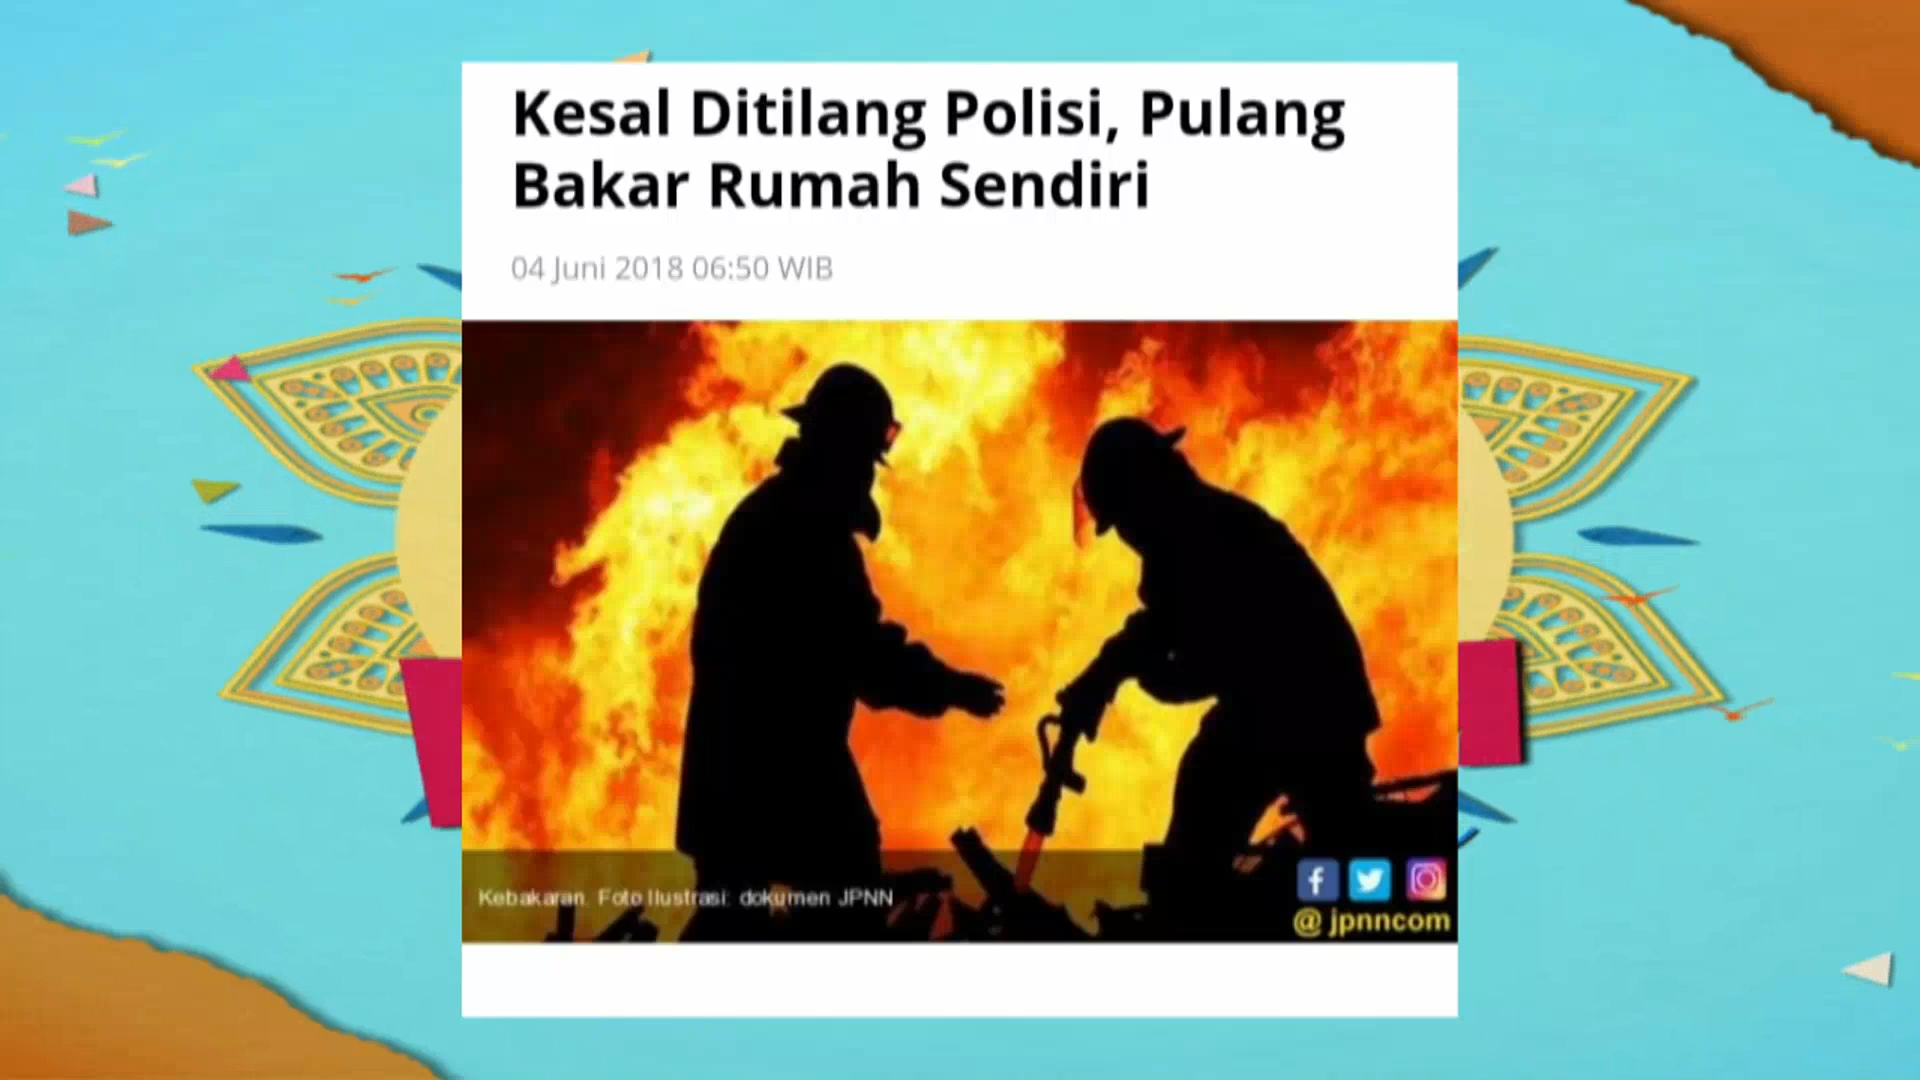 Kesal Ditilang Polisi, Pulang
Bakar Rumah Sendiri
04 Juni 2018 06:50 WIB
Kebakaran. Foto Ilustrasi: dokumen JPNN
@ jpnncom